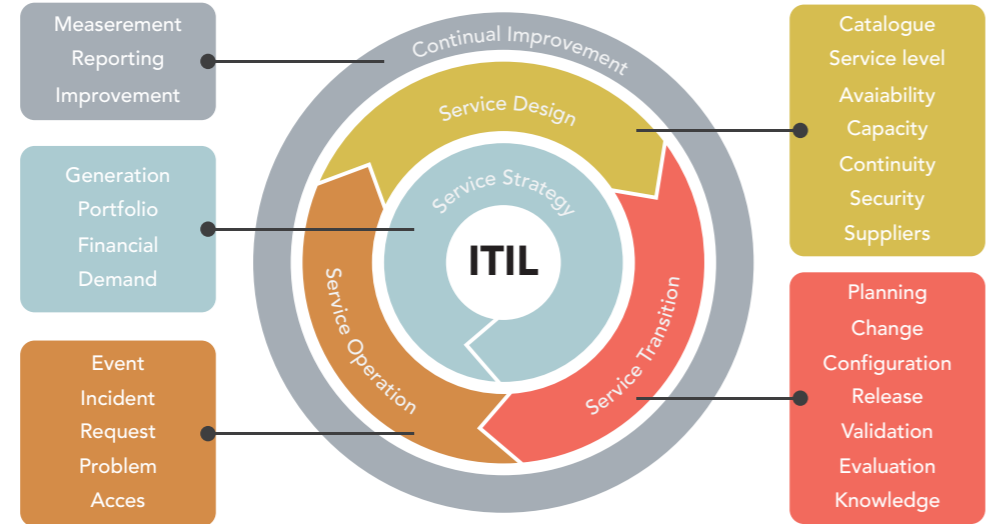 Measerement
Reporting
Improvement
Generation
Portfolio
Financial
Demand
Event
Incident
Request
Problem
Acces
Continual Improvement
Service Design
Service Strategy
ITIL
Service Operation
Service Transition
Catalogue
Service level
Avaiability
Capacity
Continuity
Security
Suppliers
Planning
Change
Configuration
Release
Validation
Evaluation
Knowledge